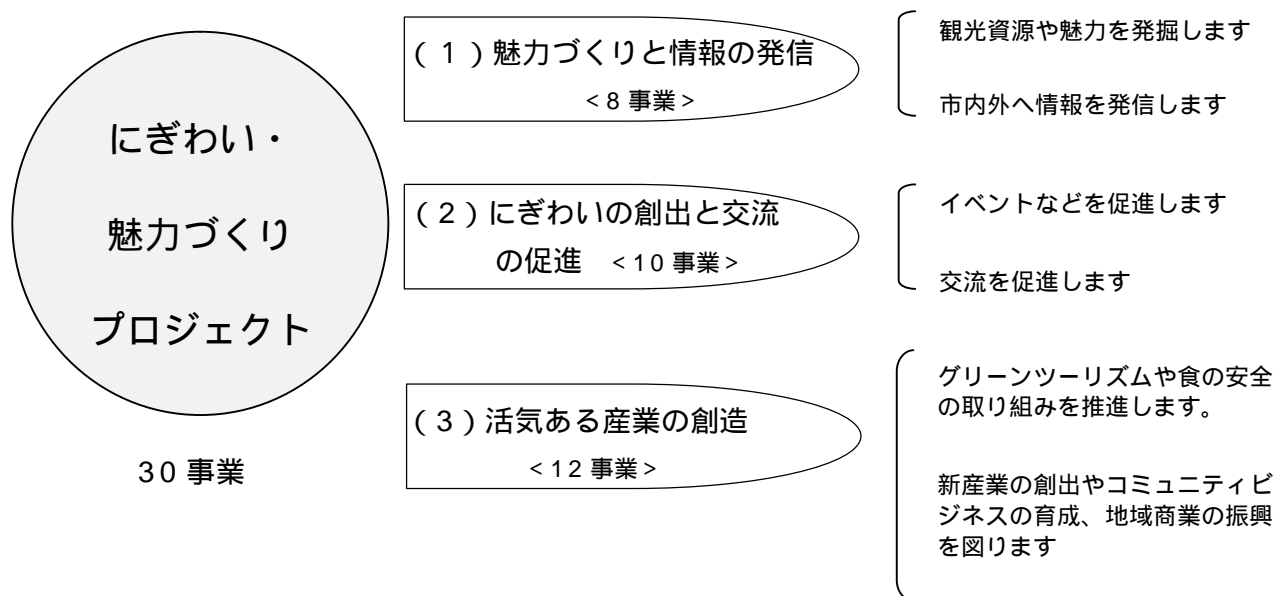 にぎわい・
魅力づくり
プロジェクト
30 事業
(1)魅力づくりと情報の発信
<8 事業>
観光資源や魅力を発掘します
市内外へ情報を発信します
(2)にぎわいの創出と交流
の促進 <10 事業>
イベントなどを促進します
交流を促進します
(3)活気ある産業の創造
<12 事業>
グリーンツーリズムや食の安全
の取り組みを推進します。
新産業の創出やコミュニティビ
ジネスの育成、地域商業の振興
を図ります